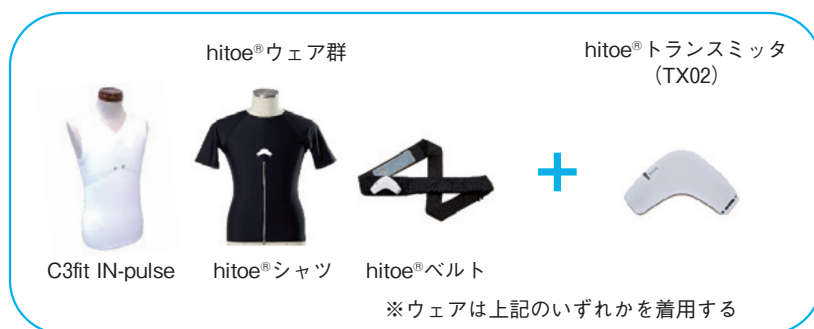 hitoe®ウェア群
hitoe®トランスミッタ
（TX02）
+
C3fit IN-pulse
hitoe®シャツ
hitoe®ベルト
※ウェアは上記のいずれかを着用する